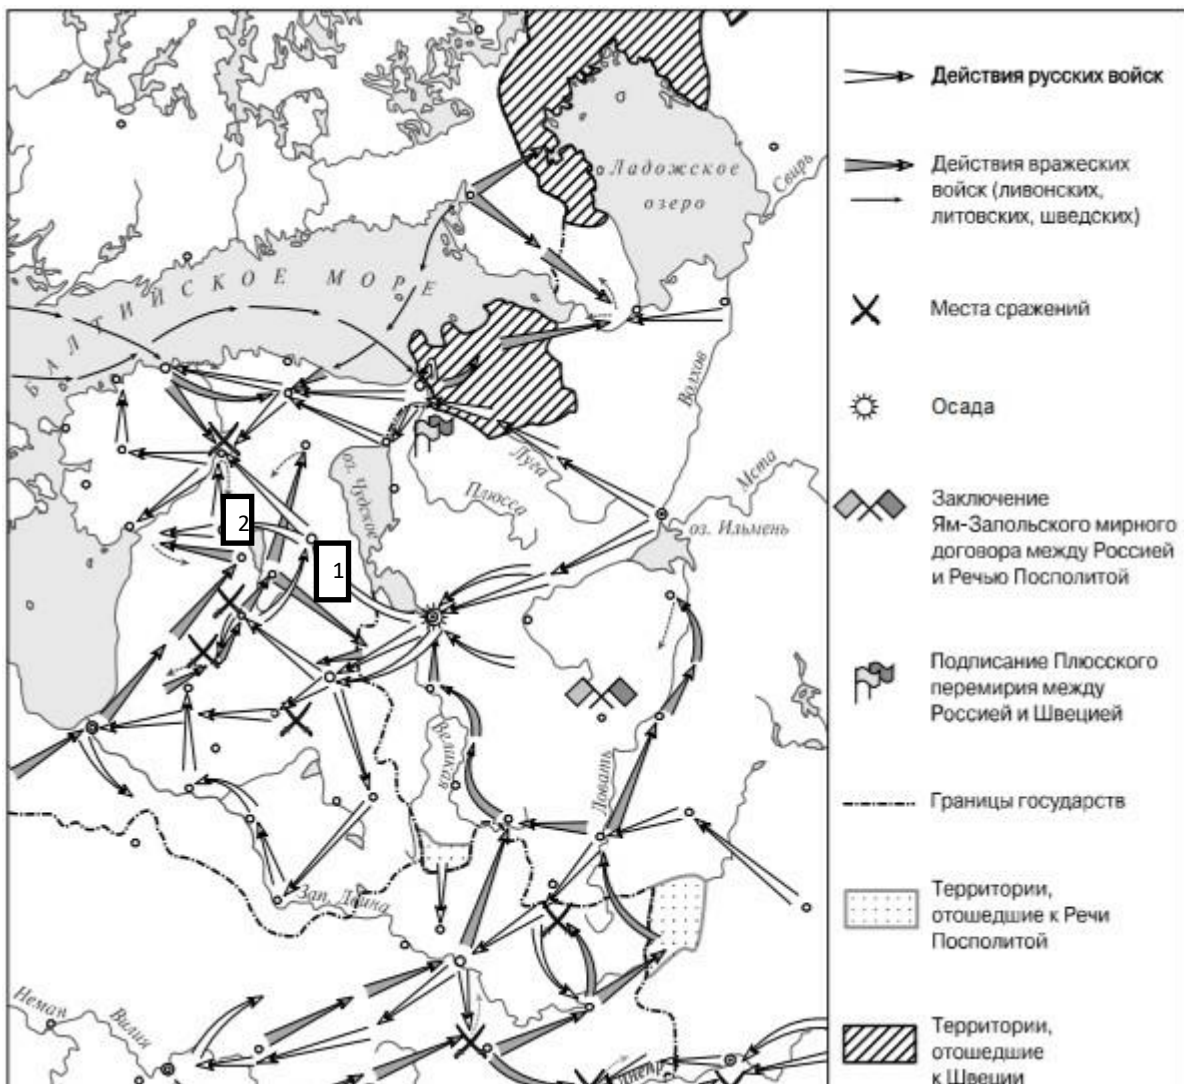 Ладожское
озеро
Свирь
БАЛТИЙСКОЕ МОРЕ
Волхов
Луга
Плюсса
Мста
оз. Чудское
оз. Ильмень
2
1
Великая
Ловать
Зап. Двина
Неман
Вилия
Днепр
Действия русских войск
Действия вражеских
войск (ливонских,
литовских, шведских)
Места сражений
Осада
Заключение
Ям-Запольского мирного
договора между Россией
и Речью Посполитой
Подписание Плюсского
перемирия между
Россией и Швецией
Границы государств
Территории,
отошедшие к Речи
Посполитой
Территории,
отошедшие
к Швеции